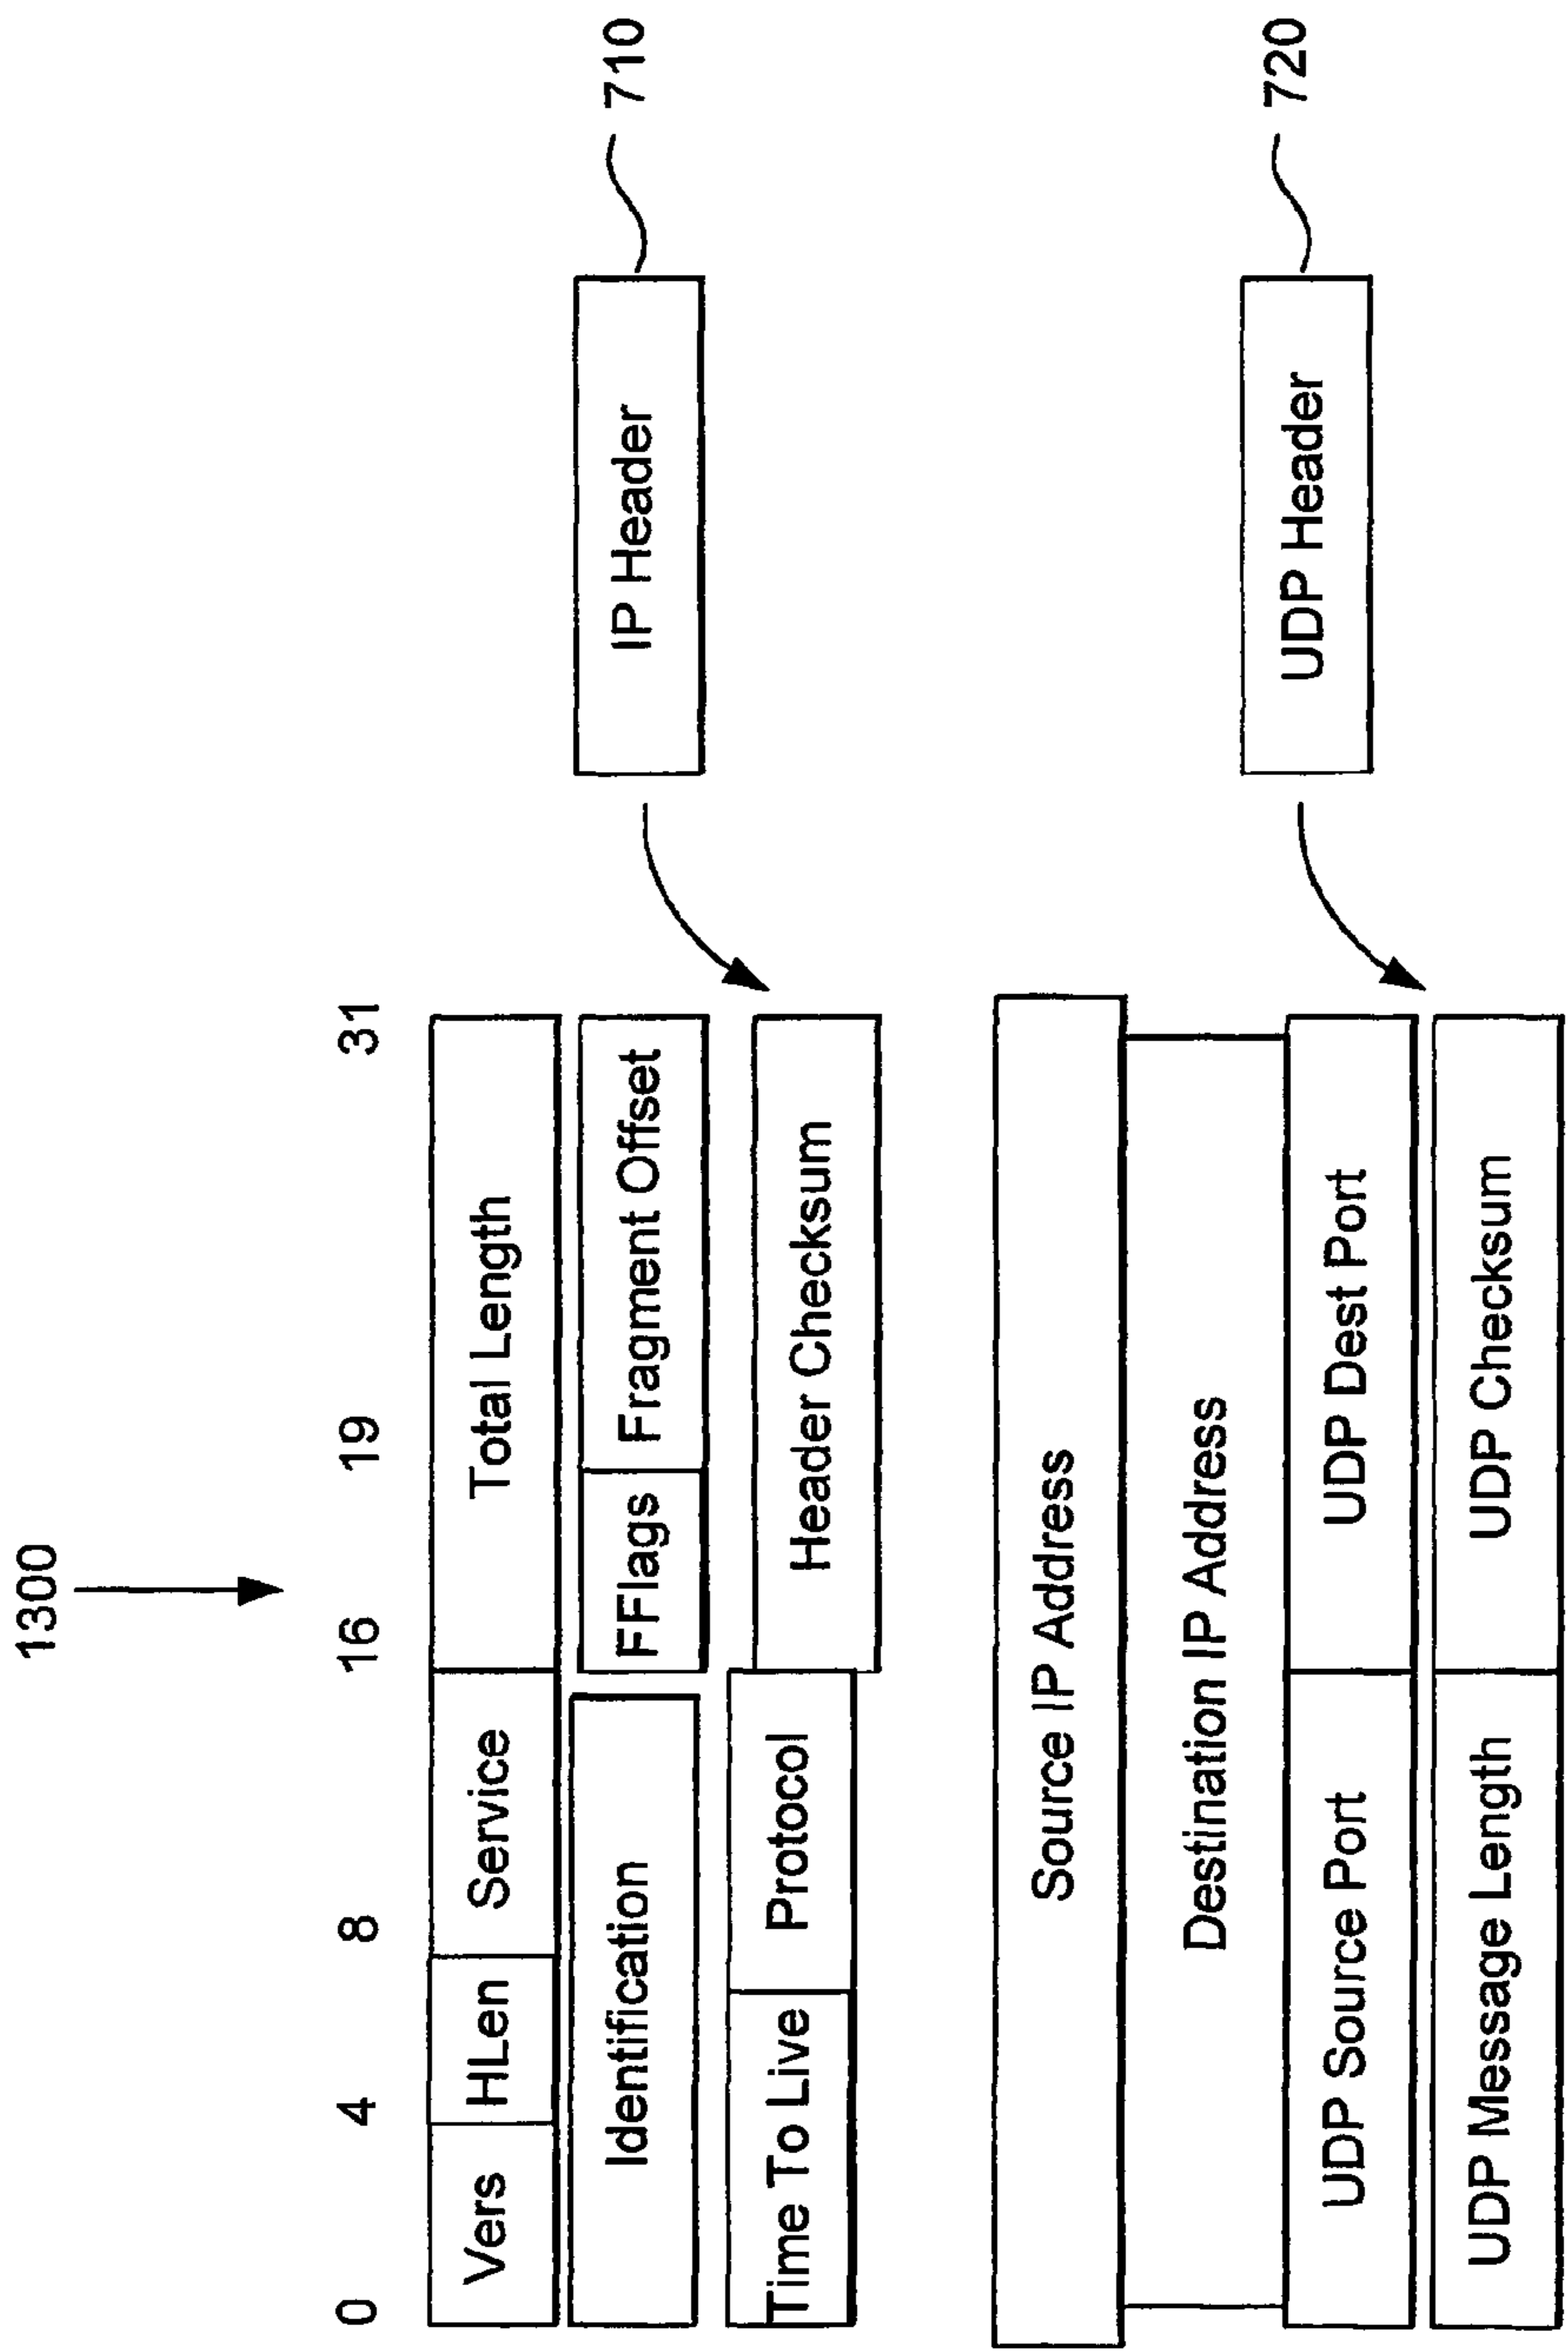 1300
0 4 8 16 19 31
Vers HLen Service Total Length
Identification FFlags Fragment Offset
Time To Live Protocol Header Checksum
IP Header 710
Source IP Address
Destination IP Address
UDP Source Port UDP Dest Port
UDP Message Length UDP Checksum
UDP Header 720